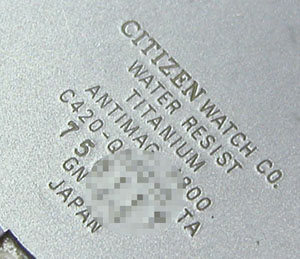 CITIZEN WATCH CO.
WATER RESIST
TITANIUM
ANTIMAG 800
C420-Q
75
GN TA
JAPAN